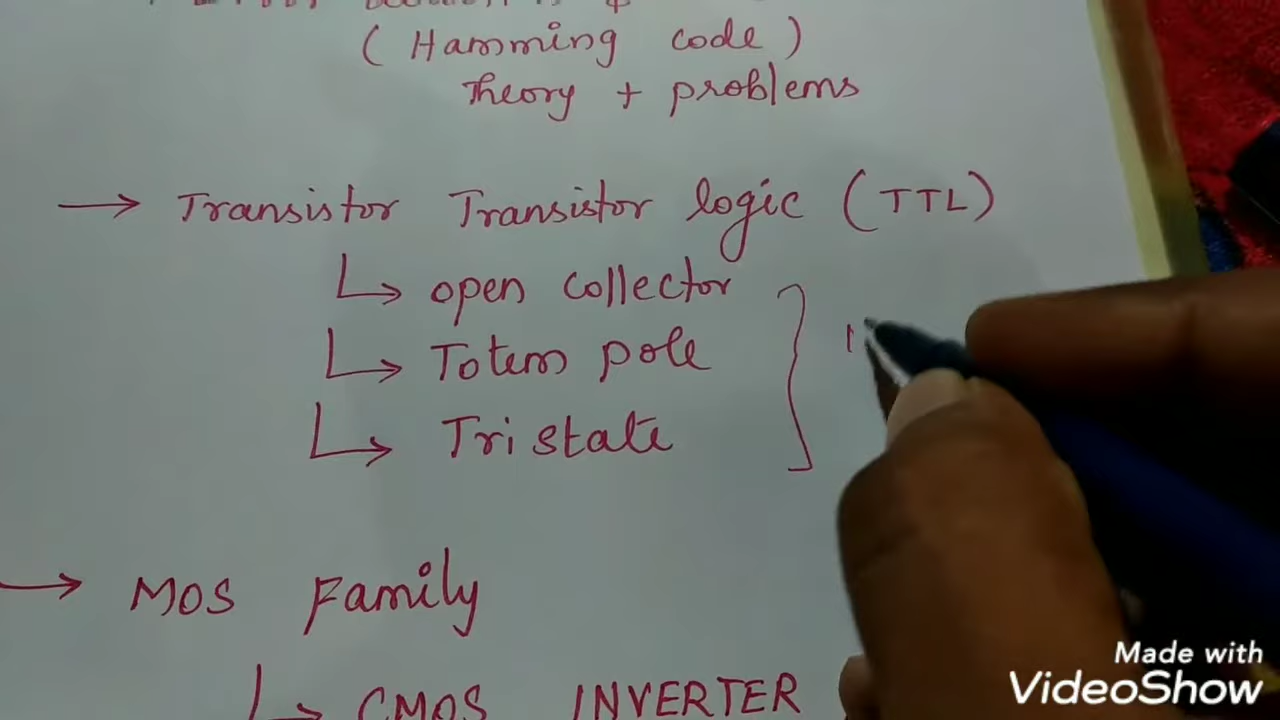 (Hamming code)
Theory + problems
→ Transistor Transistor logic (TTL)
↳ open collector
↳ Totem pole
↳ Tri state
→ MOS Family
↳ CMOS INVERTER
Made with
VideoShow